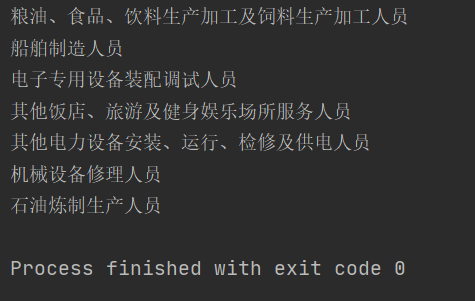 粮油、食品、饮料生产加工及饲料生产加工人员
船舶制造人员
电子专用设备装配调试人员
其他饭店、旅游及健身娱乐场所服务人员
其他电力设备安装、运行、检修及供电人员
机械设备修理人员
石油炼制生产人员
Process finished with exit code 0